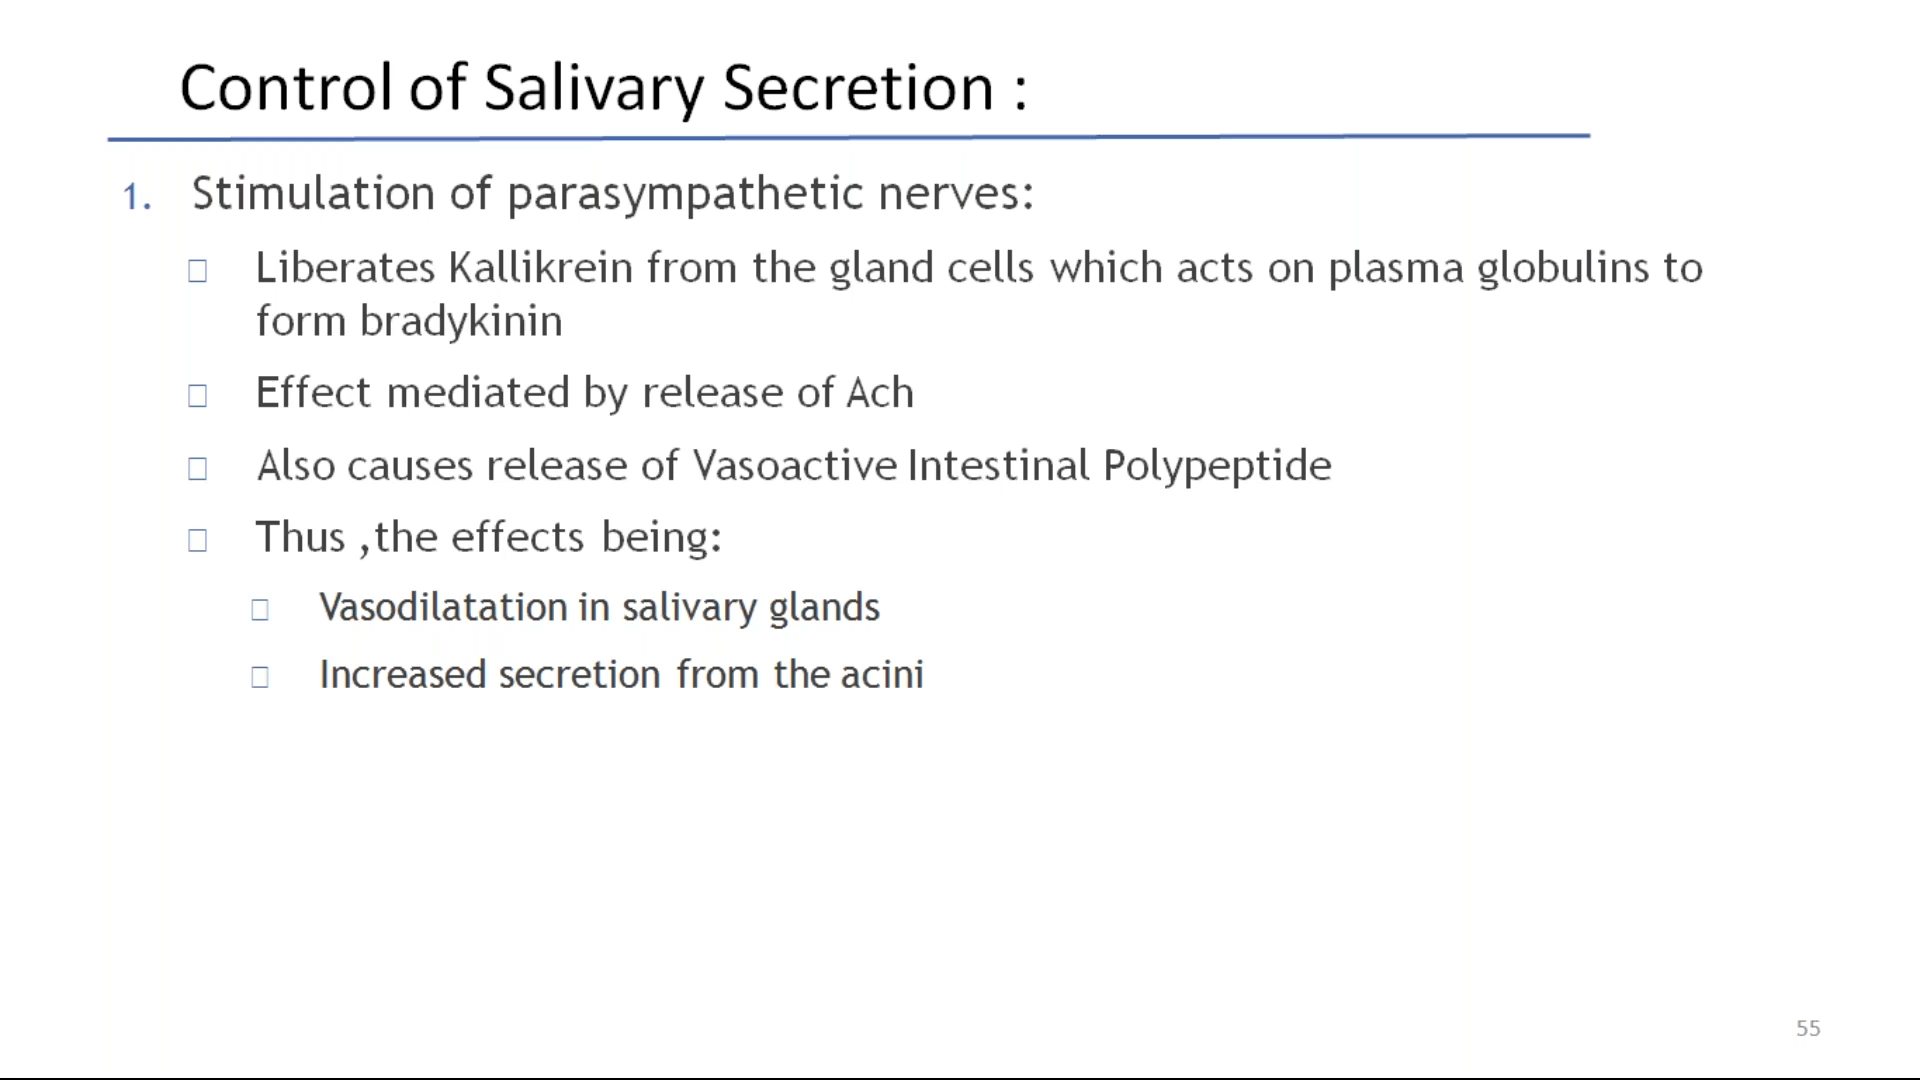 Control of Salivary Secretion :
1. Stimulation of parasympathetic nerves:
Liberates Kallikrein from the gland cells which acts on plasma globulins to
form bradykinin
Effect mediated by release of Ach
Also causes release of Vasoactive Intestinal Polypeptide
Thus ,the effects being:
Vasodilatation in salivary glands
Increased secretion from the acini
55